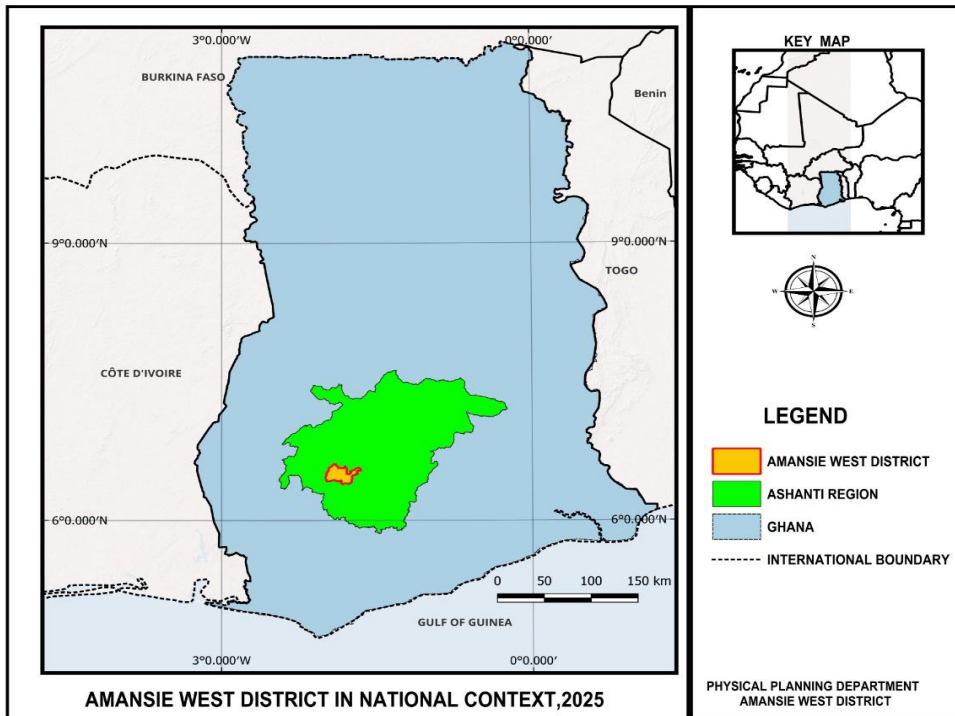 3°0.000'W
0°0.000'
BURKINA FASO
Benin
9°0.000'N
9°0.000'N
TOGO
CÔTE D'IVOIRE
6°0.000'N
6°0.000'N
0 50 100 150 km
GULF OF GUINEA
3°0.000'W
0°0.000'
AMANSIE WEST DISTRICT IN NATIONAL CONTEXT,2025
KEY MAP
N
W
E
S
LEGEND
AMANSIE WEST DISTRICT
ASHANTI REGION
GHANA
INTERNATIONAL BOUNDARY
PHYSICAL PLANNING DEPARTMENT
AMANSIE WEST DISTRICT